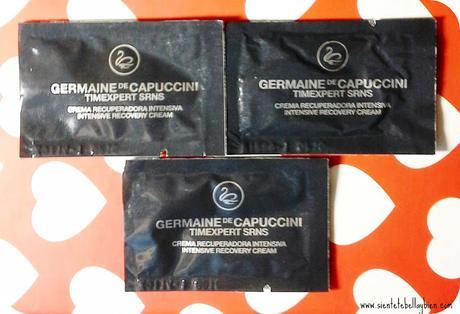 GERMAINE DE CAPUCCINI
TIMEXPERT SRNS
CREMA RECUPERADORA INTENSIVA
INTENSIVE RECOVERY CREAM
GERMAINE DE CAPUCCINI
TIMEXPERT SRNS
CREMA RECUPERADORA INTENSIVA
INTENSIVE RECOVERY CREAM
GERMAINE DE CAPUCCINI
TIMEXPERT SRNS
CREMA RECUPERADORA INTENSIVA
INTENSIVE RECOVERY CREAM
www.sientetebellaybien.com